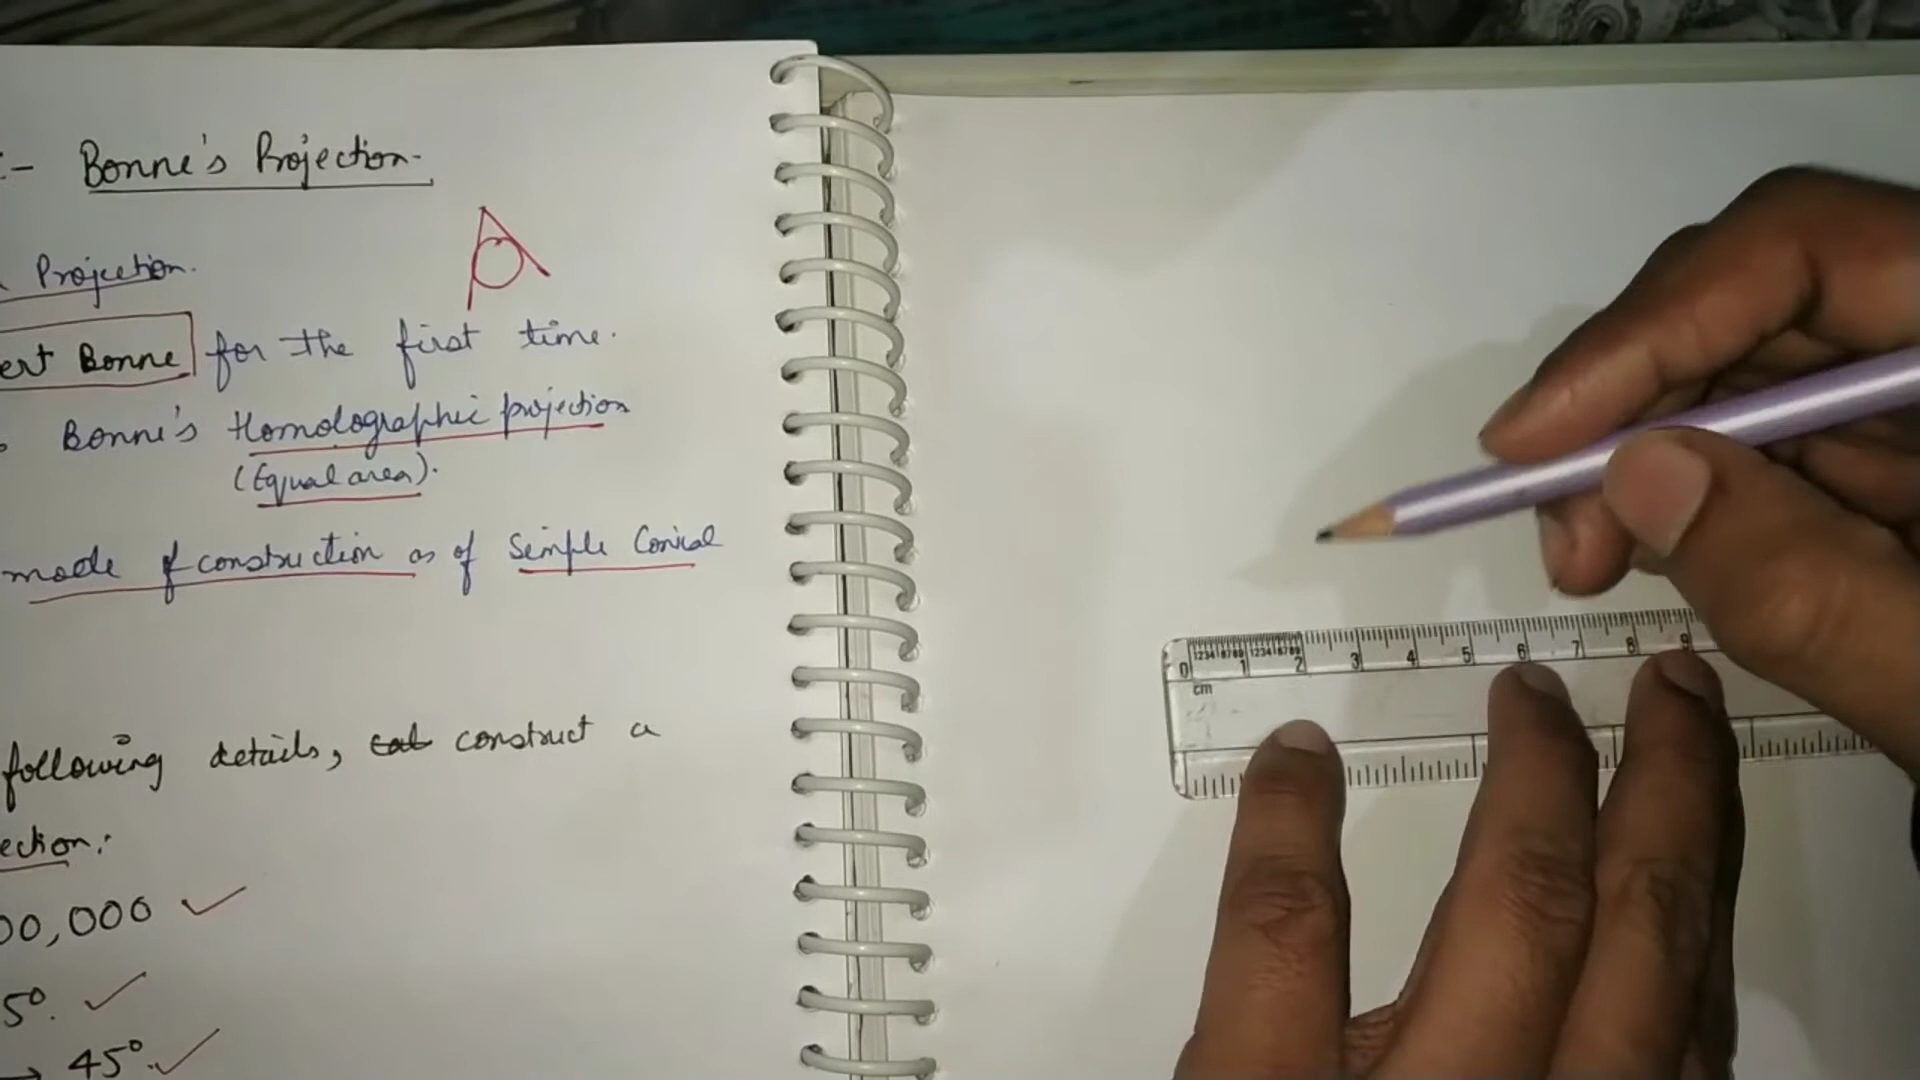 :- Bonne's Projection.
Projection.
ert Bonne for the first time.
Bonne's Homolographic projection
(Equal area).
mode of construction as of Simple Conical
following details, construct a
ection:
00,000 ✓
5°. ✓
→ 45°. ✓
0 1 2 3 4 5 6 7 8 9
cm